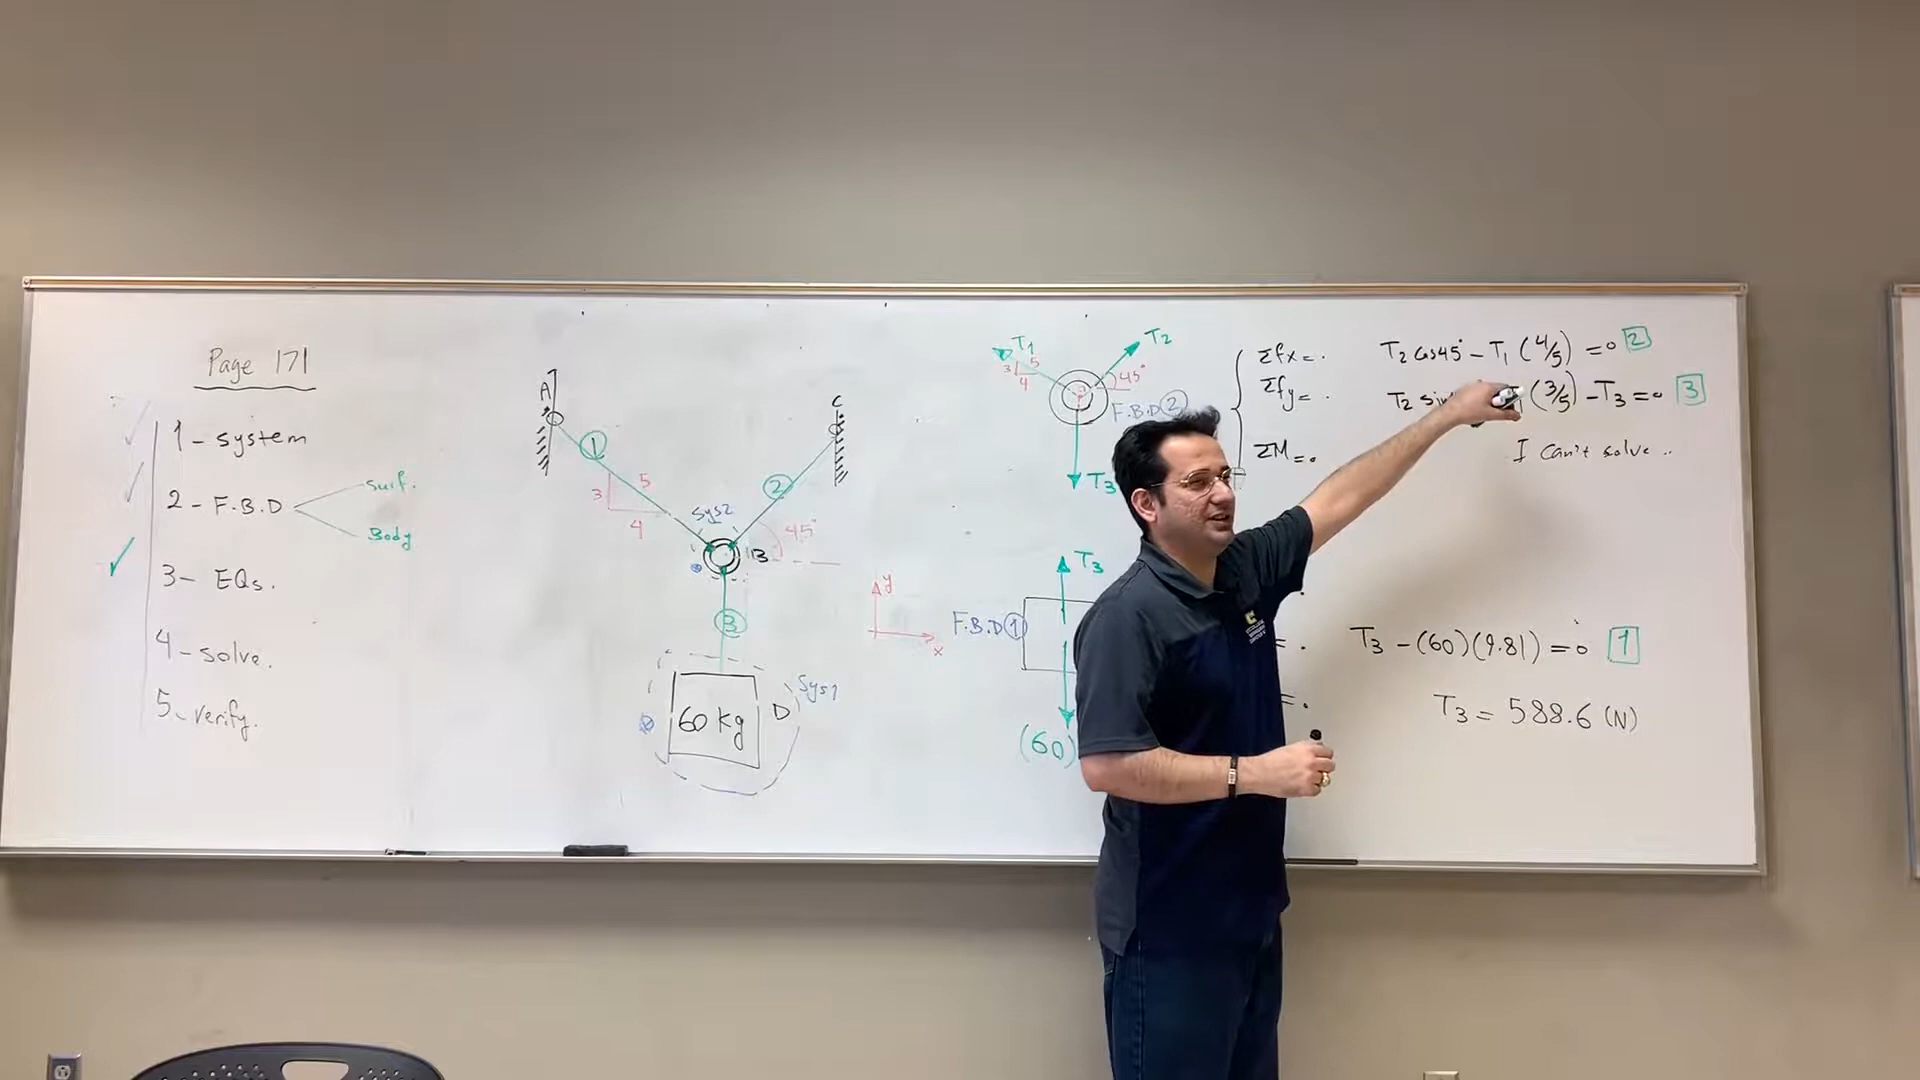 Page 171
1 - system
2 - F.B.D
Surf.
Body
3 - EQs.
4 - solve.
5 - verify.
A
C
1
2
5
3
4
Sys2
45°
B
3
60 kg
D
Sys1
y
x
T1
5
3
4
T2
45°
F.B.D 2
T3
Σfx = .
Σfy = .
ΣM = .
T2 Cos45° - T1 (4/5) = 0 2
T2 (3/5) - T3 = 0 3
I can't solve ..
T3
F.B.D 1
(60)
= .
= .
T3 - (60)(9.81) = 0 1
T3 = 588.6 (N)